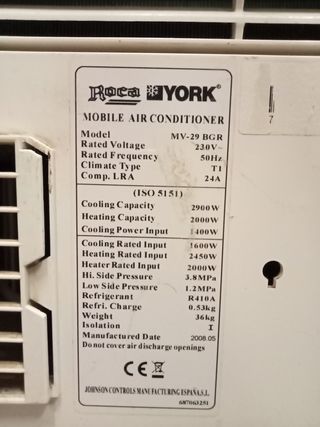 Roca YORK®
MOBILE AIR CONDITIONER
Model MV-29 BGR
Rated Voltage 230V~
Rated Frequency 50Hz
Climate Type T1
Comp. LRA 24A
(ISO 5151)
Cooling Capacity 2900W
Heating Capacity 2000W
Cooling Power Input 1400W
Cooling Rated Input 1600W
Heating Rated Input 2450W
Heater Rated Input 2000W
Hi. Side Pressure 3.8MPa
Low Side Pressure 1.2MPa
Refrigerant R410A
Refri. Charge 0.53kg
Weight 36kg
Isolation I
Manufactured Date 2008.05
Do not cover air discharge openings
CE
JOHNSON CONTROLS MANUFACTURING ESPAÑA,S.L.
687063251
7